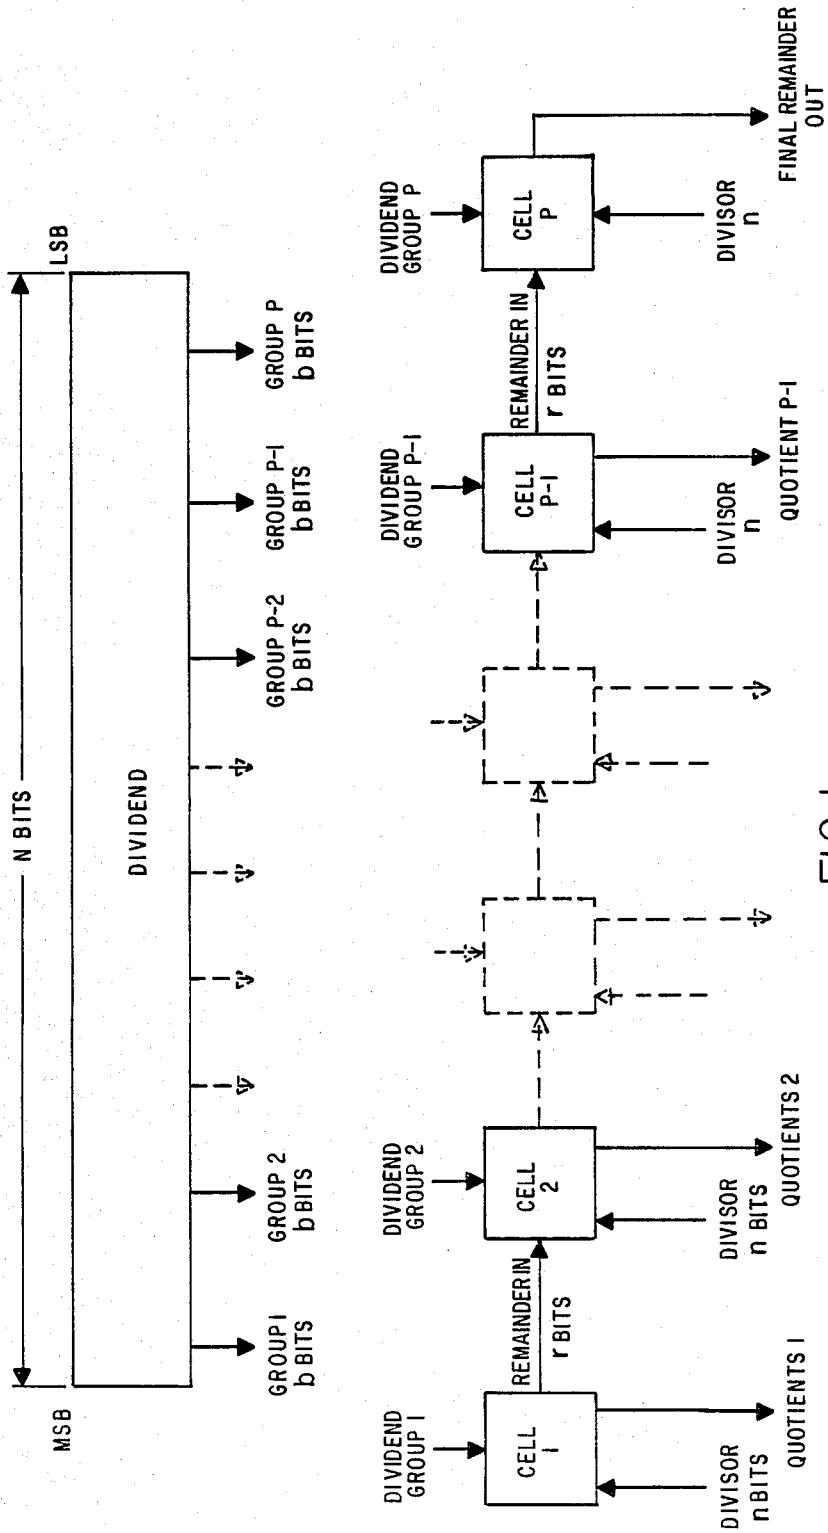 N BITS
MSB
LSB
DIVIDEND
GROUP 1
b BITS
GROUP 2
b BITS
GROUP P-2
b BITS
GROUP P-1
b BITS
GROUP P
b BITS
DIVIDEND
GROUP 1
DIVIDEND
GROUP 2
DIVIDEND
GROUP P-1
DIVIDEND
GROUP P
CELL
1
REMAINDER IN
r BITS
CELL
2
CELL
P-1
REMAINDER IN
r BITS
CELL
P
DIVISOR
n BITS
QUOTIENTS 1
DIVISOR
n BITS
QUOTIENTS 2
DIVISOR
n
QUOTIENT P-1
DIVISOR
n
FINAL REMAINDER
OUT